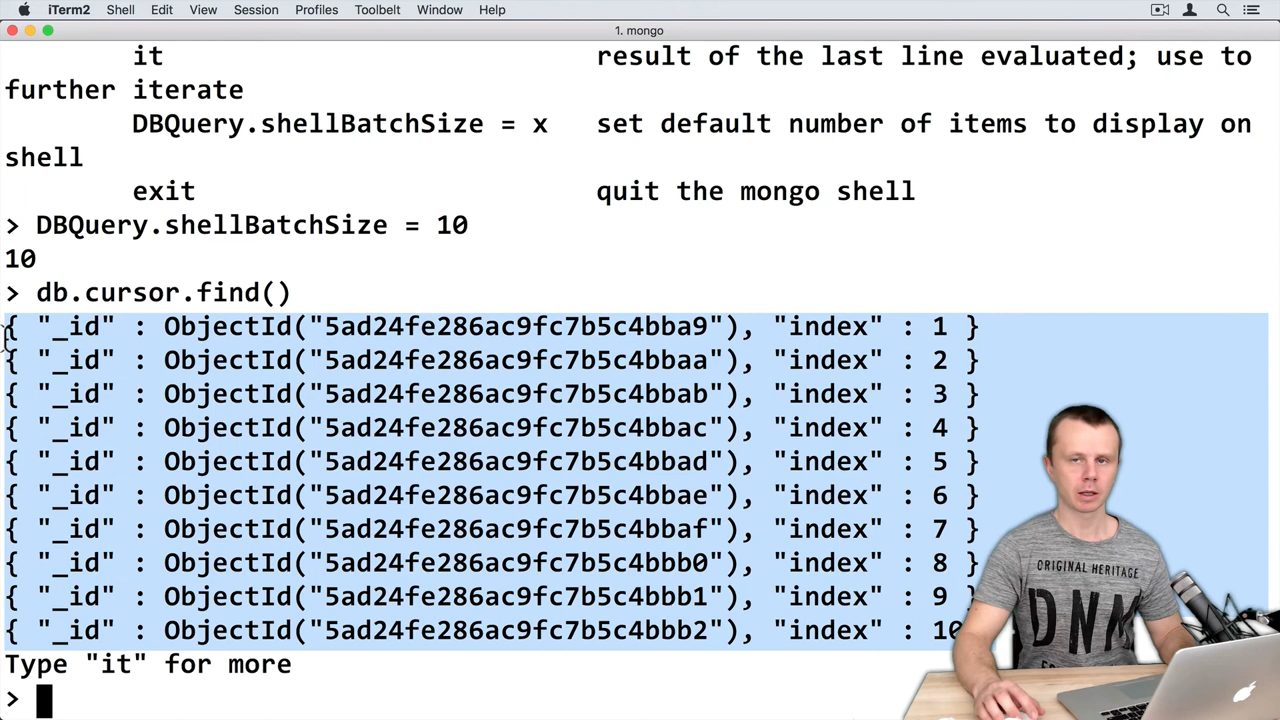 iTerm2 Shell Edit View Session Profiles Toolbelt Window Help
1. mongo
it result of the last line evaluated; use to
further iterate
DBQuery.shellBatchSize = x set default number of items to display on
shell
exit quit the mongo shell
> DBQuery.shellBatchSize = 10
10
> db.cursor.find()
{ "_id" : ObjectId("5ad24fe286ac9fc7b5c4bba9"), "index" : 1 }
{ "_id" : ObjectId("5ad24fe286ac9fc7b5c4bbaa"), "index" : 2 }
{ "_id" : ObjectId("5ad24fe286ac9fc7b5c4bbab"), "index" : 3 }
{ "_id" : ObjectId("5ad24fe286ac9fc7b5c4bbac"), "index" : 4 }
{ "_id" : ObjectId("5ad24fe286ac9fc7b5c4bbad"), "index" : 5 }
{ "_id" : ObjectId("5ad24fe286ac9fc7b5c4bbae"), "index" : 6 }
{ "_id" : ObjectId("5ad24fe286ac9fc7b5c4bbaf"), "index" : 7 }
{ "_id" : ObjectId("5ad24fe286ac9fc7b5c4bbb0"), "index" : 8 }
{ "_id" : ObjectId("5ad24fe286ac9fc7b5c4bbb1"), "index" : 9 }
{ "_id" : ObjectId("5ad24fe286ac9fc7b5c4bbb2"), "index" : 10
Type "it" for more
>
ORIGINAL HERITAGE
DNM